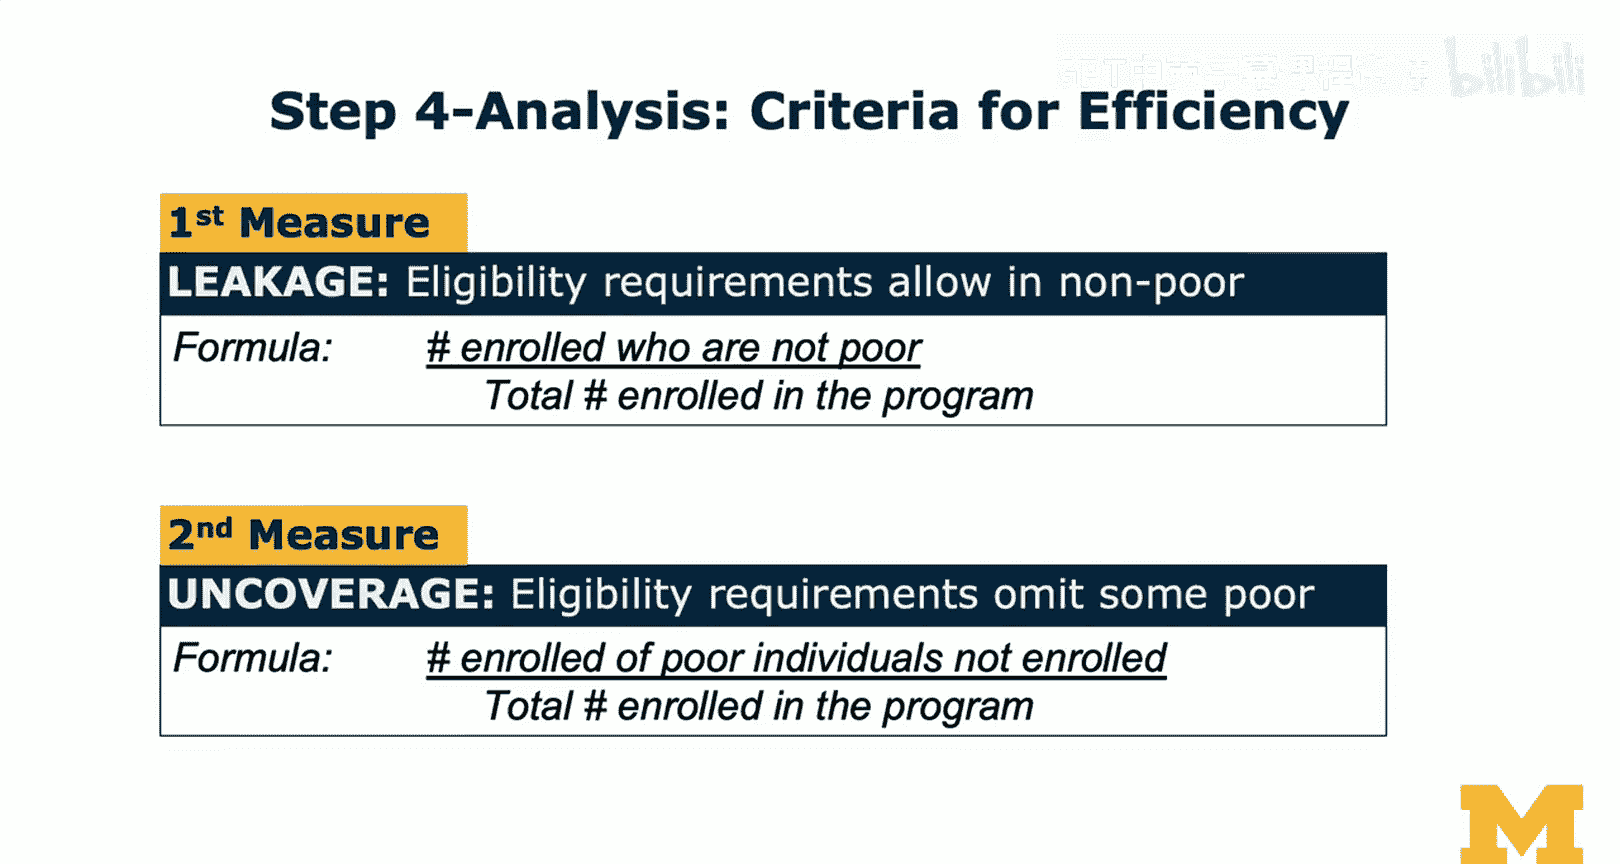 bilibili
Step 4-Analysis: Criteria for Efficiency
1st Measure
LEAKAGE: Eligibility requirements allow in non-poor
Formula: # enrolled who are not poor
Total # enrolled in the program
2nd Measure
UNCOVERAGE: Eligibility requirements omit some poor
Formula: # enrolled of poor individuals not enrolled
Total # enrolled in the program
M